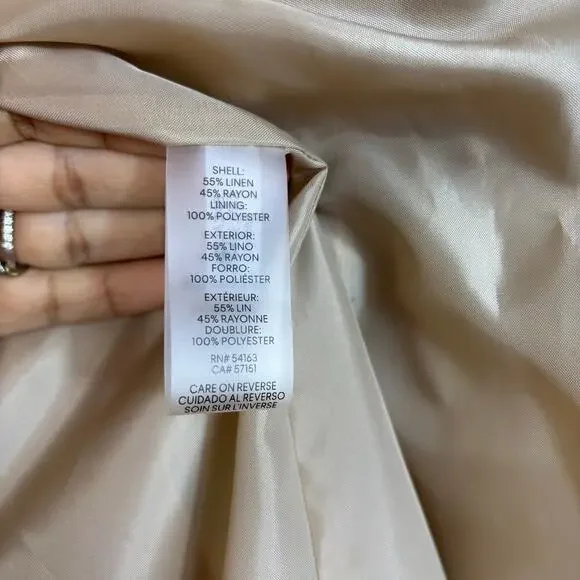 SHELL:
55% LINEN
45% RAYON
LINING:
100% POLYESTER
EXTERIOR:
55% LINO
45% RAYON
FORRO:
100% POLIÉSTER
EXTÉRIEUR:
55% LIN
45% RAYONNE
DOUBLURE:
100% POLYESTER
RN# 54163
CA# 57151
CARE ON REVERSE
CUIDADO AL REVERSO
SOIN SUR L'INVERSE